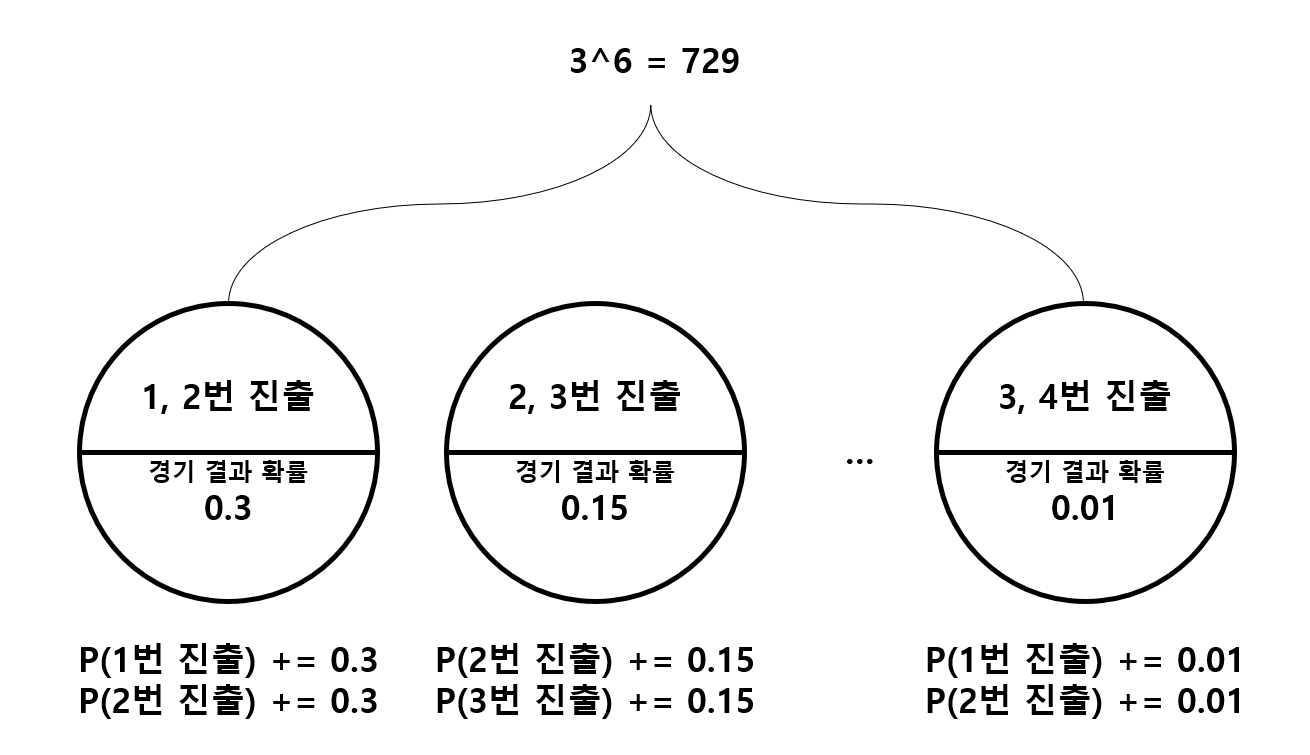 3^6 = 729
1, 2번 진출
경기 결과 확률
0.3
2, 3번 진출
경기 결과 확률
0.15
...
3, 4번 진출
경기 결과 확률
0.01
P(1번 진출) += 0.3
P(2번 진출) += 0.3
P(2번 진출) += 0.15
P(3번 진출) += 0.15
P(1번 진출) += 0.01
P(2번 진출) += 0.01